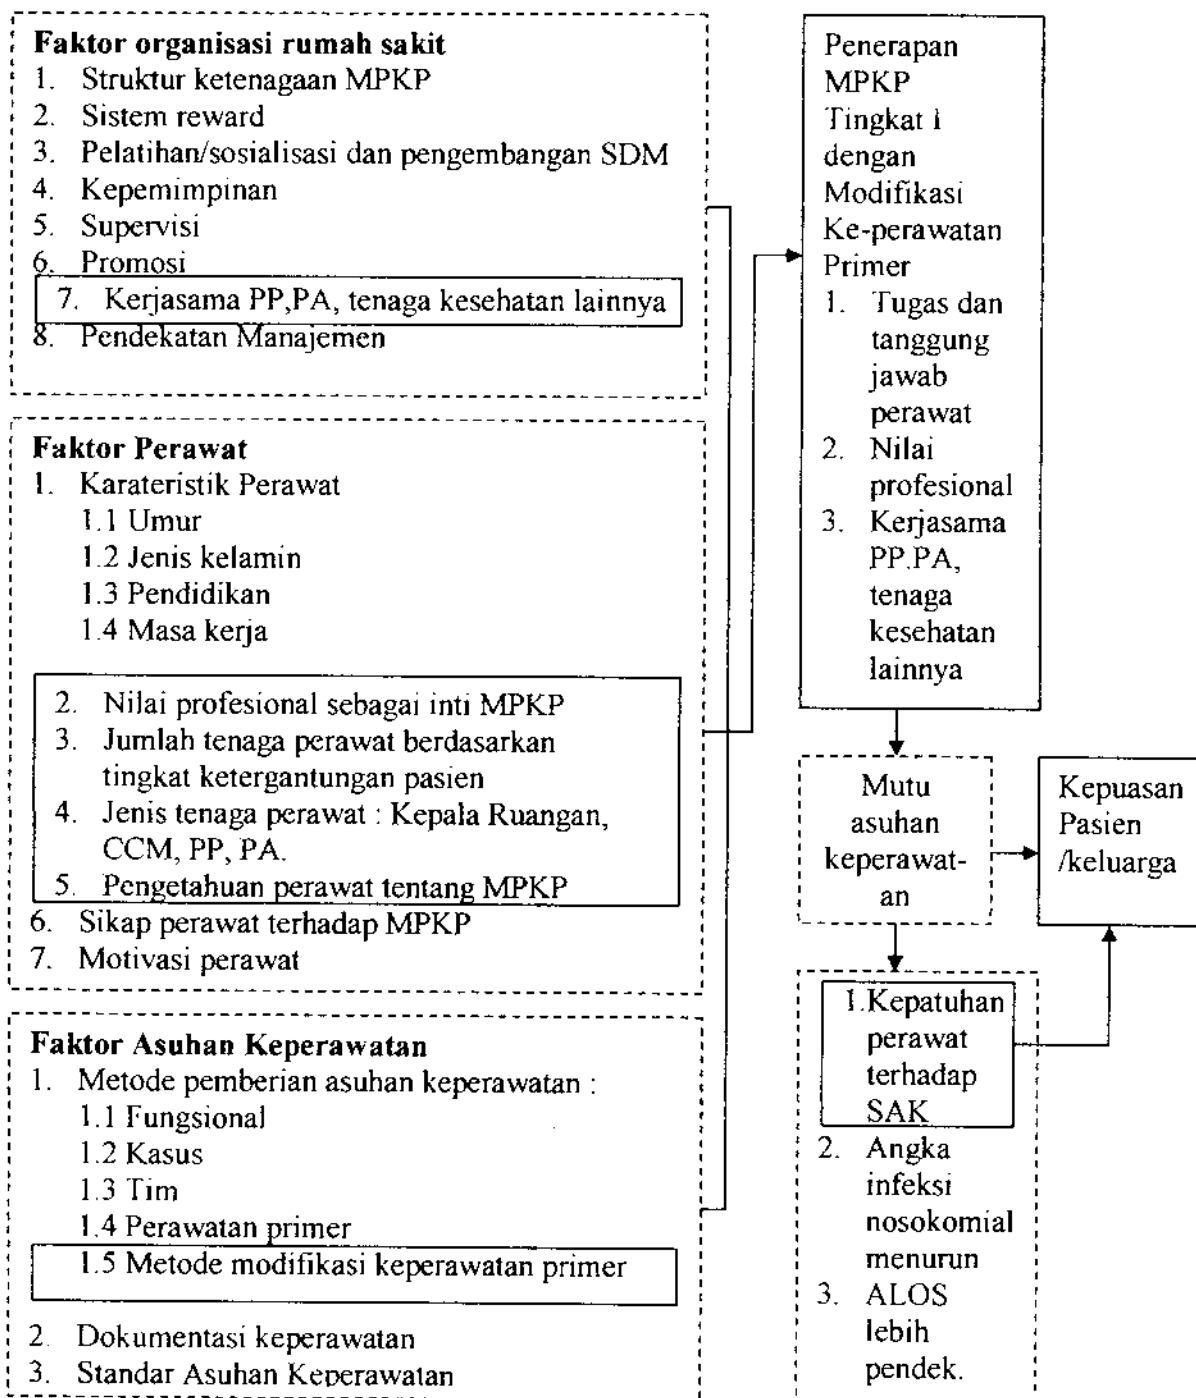 Faktor organisasi rumah sakit
1. Struktur ketenagaan MPKP
2. Sistem reward
3. Pelatihan/sosialisasi dan pengembangan SDM
4. Kepemimpinan
5. Supervisi
6. Promosi
7. Kerjasama PP,PA, tenaga kesehatan lainnya
8. Pendekatan Manajemen
Faktor Perawat
1. Karateristik Perawat
1.1 Umur
1.2 Jenis kelamin
1.3 Pendidikan
1.4 Masa kerja
2. Nilai profesional sebagai inti MPKP
3. Jumlah tenaga perawat berdasarkan
tingkat ketergantungan pasien
4. Jenis tenaga perawat : Kepala Ruangan,
CCM, PP, PA.
5. Pengetahuan perawat tentang MPKP
6. Sikap perawat terhadap MPKP
7. Motivasi perawat
Faktor Asuhan Keperawatan
1. Metode pemberian asuhan keperawatan :
1.1 Fungsional
1.2 Kasus
1.3 Tim
1.4 Perawatan primer
1.5 Metode modifikasi keperawatan primer
2. Dokumentasi keperawatan
3. Standar Asuhan Keperawatan
Penerapan
MPKP
Tingkat I
dengan
Modifikasi
Ke-perawatan
Primer
1. Tugas dan
tanggung
jawab
perawat
2. Nilai
profesional
3. Kerjasama
PP.PA,
tenaga
kesehatan
lainnya
Mutu
asuhan
keperawat-
an
Kepuasan
Pasien
/keluarga
1.Kepatuhan
perawat
terhadap
SAK
2. Angka
infeksi
nosokomial
menurun
3. ALOS
lebih
pendek.